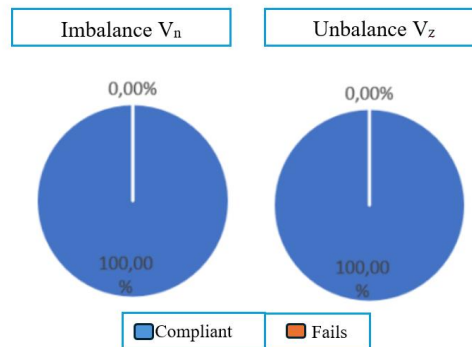 Imbalance Vn
Unbalance Vz
0,00%
0,00%
100,00
%
100,00
%
Compliant
Fails